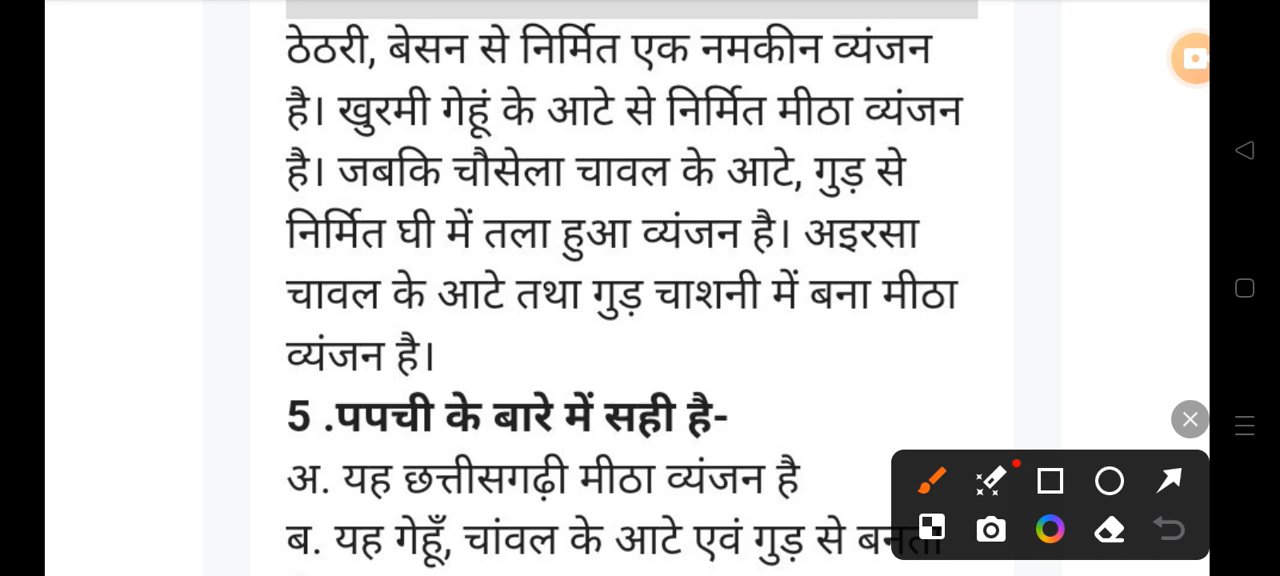 ठेठरी, बेसन से निर्मित एक नमकीन व्यंजन
है। खुरमी गेहूं के आटे से निर्मित मीठा व्यंजन
है। जबकि चौसेला चावल के आटे, गुड़ से
निर्मित घी में तला हुआ व्यंजन है। अइरसा
चावल के आटे तथा गुड़ चाशनी में बना मीठा
व्यंजन है।
5 .पपची के बारे में सही है-
अ. यह छत्तीसगढ़ी मीठा व्यंजन है
ब. यह गेहूँ, चांवल के आटे एवं गुड़ से बनता